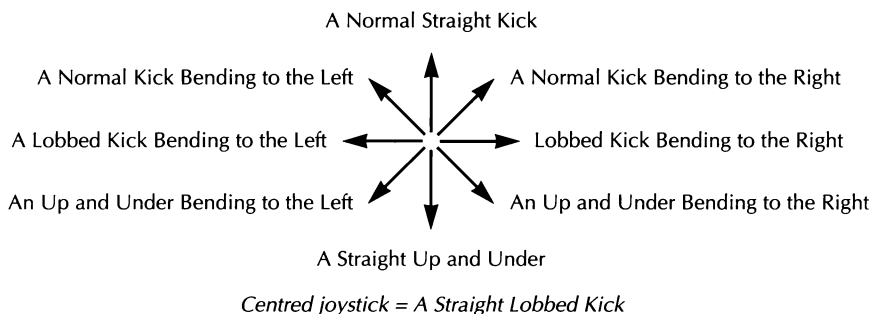 A Normal Straight Kick
A Normal Kick Bending to the Left
A Normal Kick Bending to the Right
A Lobbed Kick Bending to the Left
Lobbed Kick Bending to the Right
An Up and Under Bending to the Left
An Up and Under Bending to the Right
A Straight Up and Under
Centred joystick = A Straight Lobbed Kick